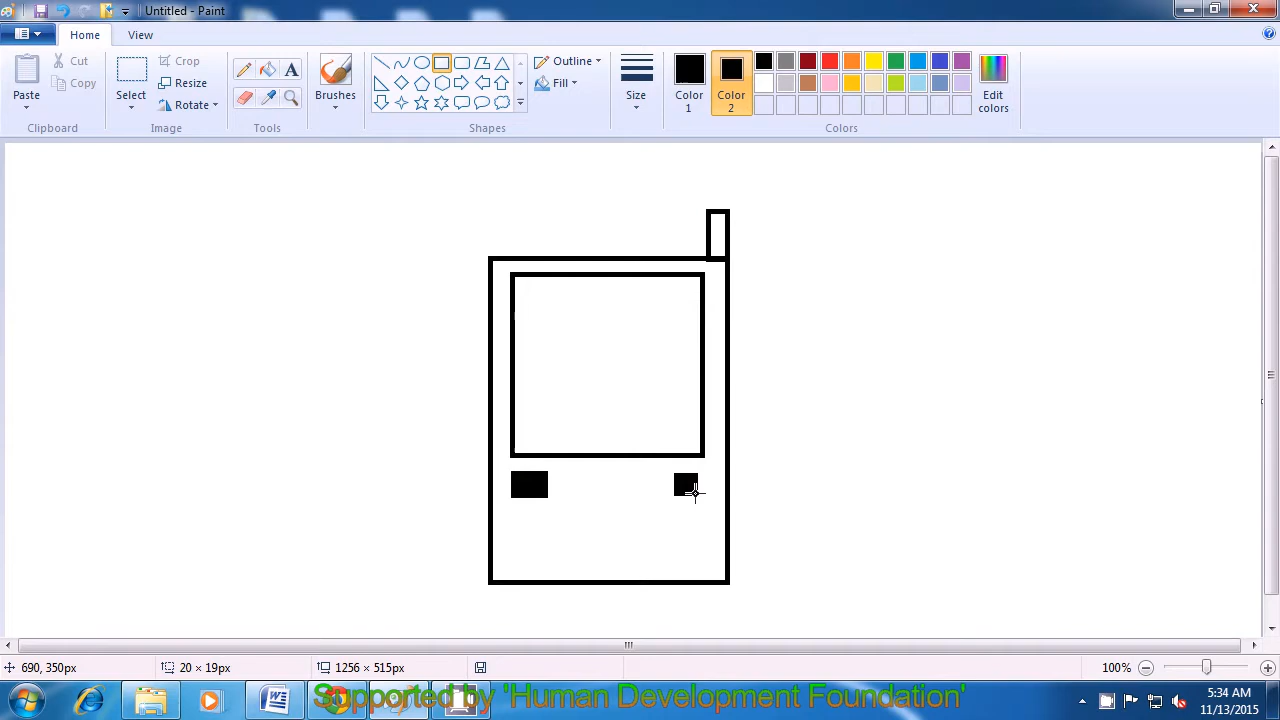 Untitled - Paint
Home
View
Paste
Cut
Copy
Clipboard
Select
Crop
Resize
Rotate
Image
Tools
Brushes
Shapes
Outline
Fill
Size
Color 1
Color 2
Edit colors
Colors
690, 350px
20 × 19px
1256 × 515px
100%
Supported by 'Human Development Foundation'
5:34 AM
11/13/2015